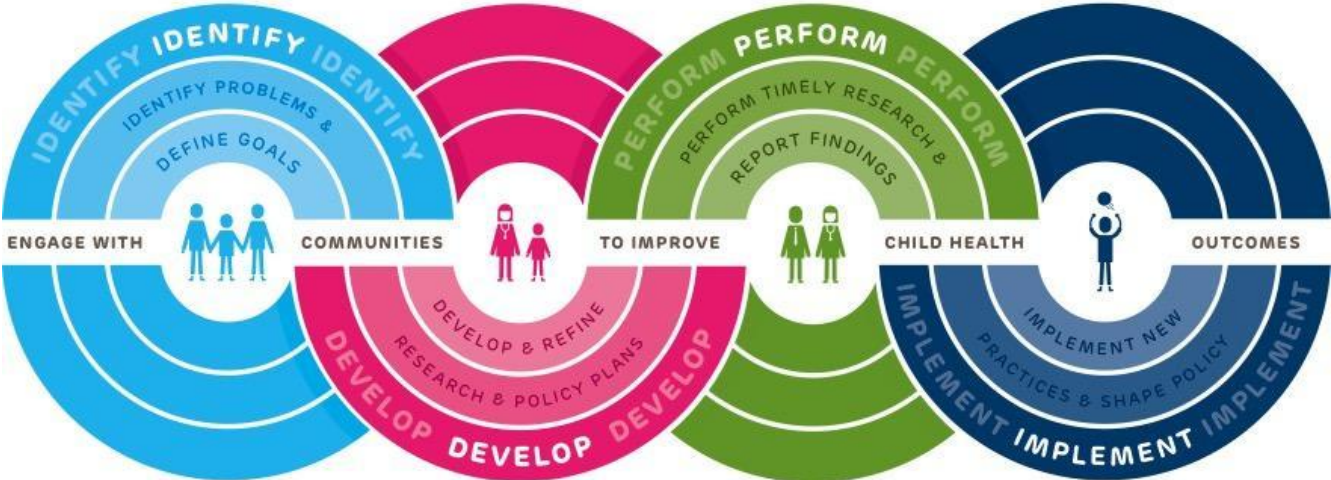 IDENTIFY IDENTIFY IDENTIFY
IDENTIFY PROBLEMS &
DEFINE GOALS
PERFORM PERFORM PERFORM
PERFORM TIMELY RESEARCH &
REPORT FINDINGS
ENGAGE WITH COMMUNITIES TO IMPROVE CHILD HEALTH OUTCOMES
DEVELOP & REFINE
RESEARCH & POLICY PLANS
DEVELOP DEVELOP DEVELOP
IMPLEMENT NEW
PRACTICES & SHAPE POLICY
IMPLEMENT IMPLEMENT IMPLEMENT